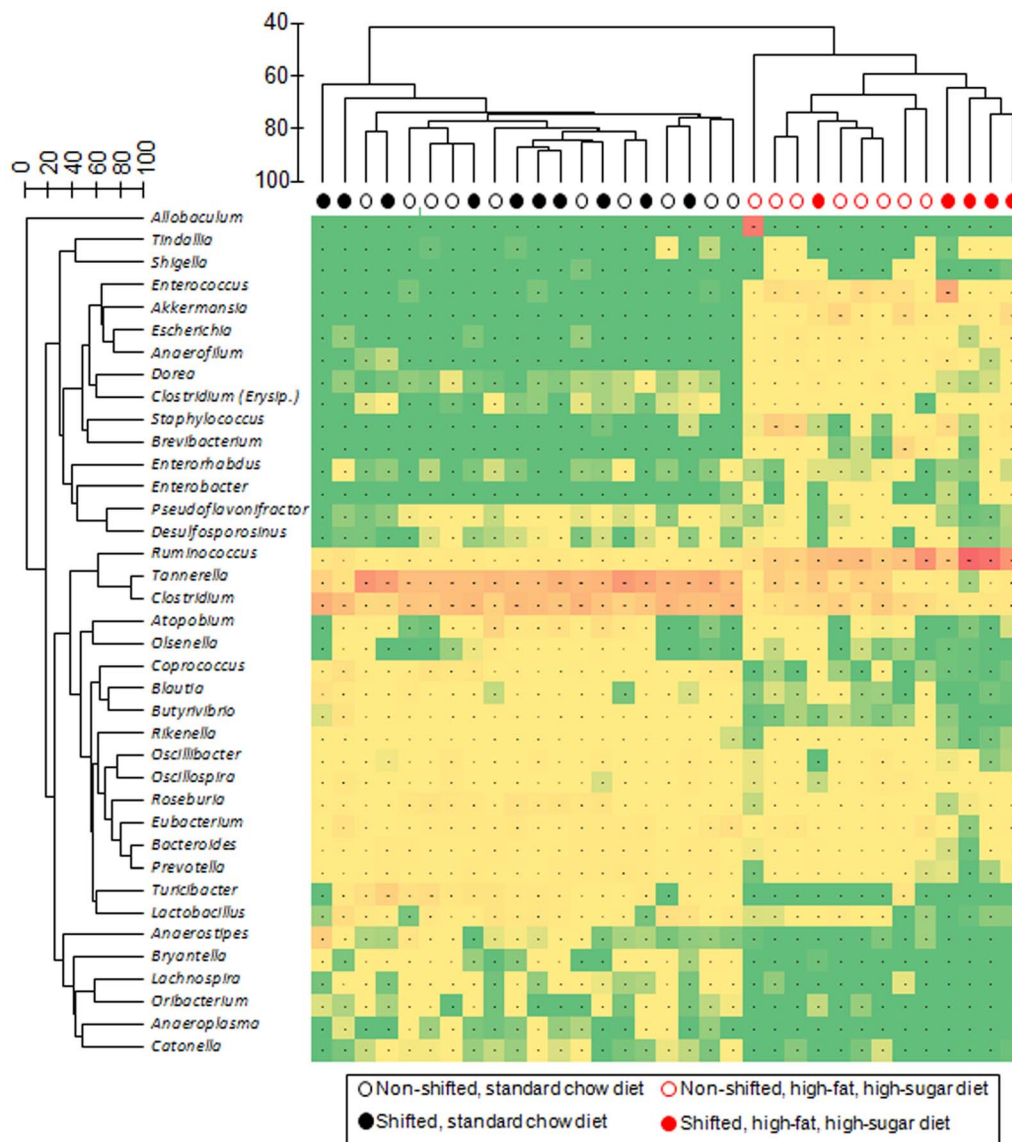 40
60
80
100
0
20
40
60
80
100
Allobaculum
Tindallia
Shigella
Enterococcus
Akkermansia
Escherichia
Anaerofilum
Dorea
Clostridium (Erysip.)
Staphylococcus
Brevibacterium
Enterorhabdus
Enterobacter
Pseudoflavonifractor
Desulfosporosinus
Ruminococcus
Tannerella
Clostridium
Atopobium
Olsenella
Coprococcus
Blautia
Butyrivibrio
Rikenella
Oscillibacter
Oscillospira
Roseburia
Eubacterium
Bacteroides
Prevotella
Turicibacter
Lactobacillus
Anaerostipes
Bryantella
Lachnospira
Oribacterium
Anaeroplasma
Catonella
Non-shifted, standard chow diet Non-shifted, high-fat, high-sugar diet
Shifted, standard chow diet Shifted, high-fat, high-sugar diet